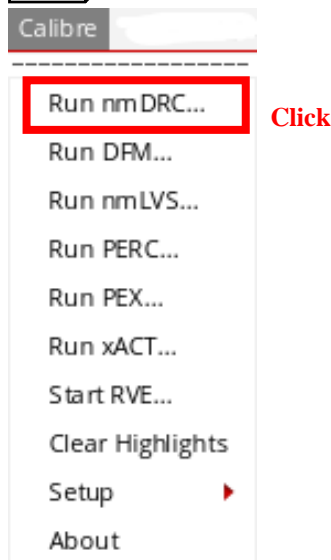 Calibre
Run nmDRC...
Click
Run DFM...
Run nmLVS...
Run PERC...
Run PEX...
Run xACT...
Start RVE...
Clear Highlights
Setup
About